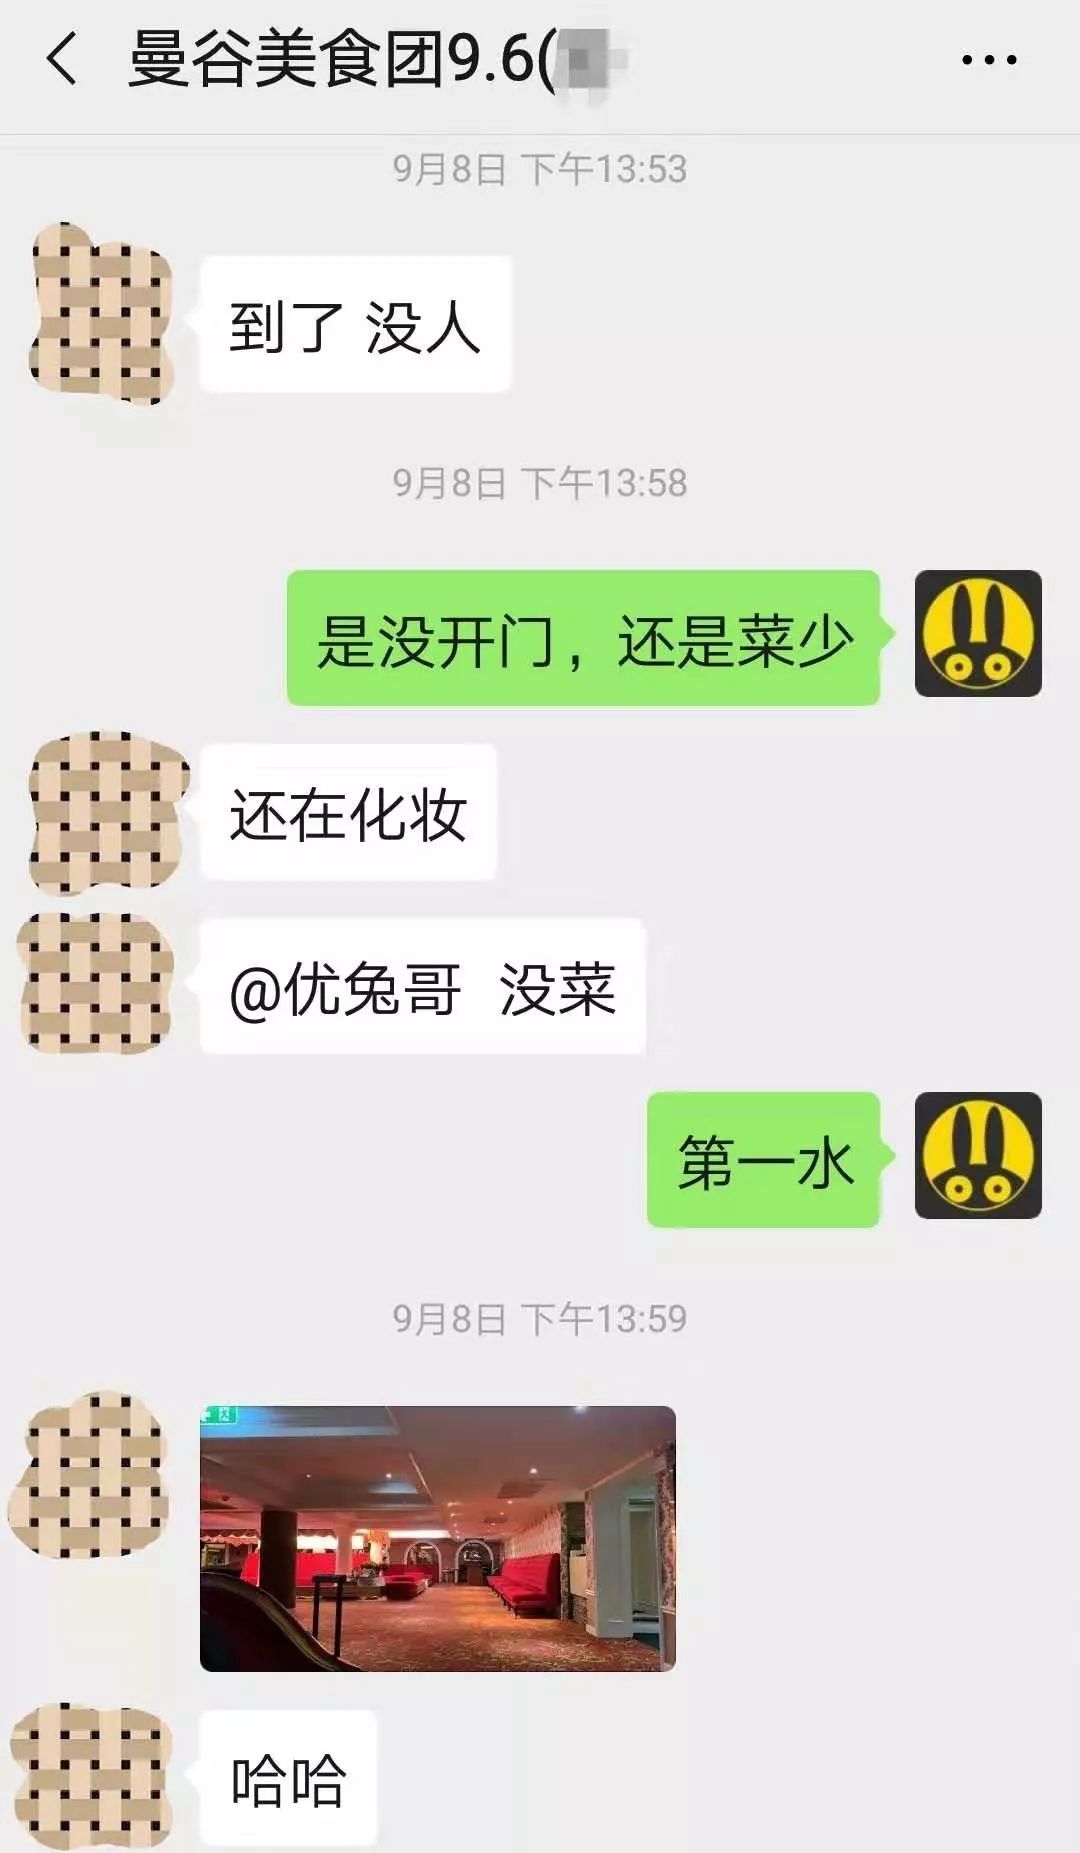 曼谷美食团9.6(
9月8日 下午13:53
到了 没人
9月8日 下午13:58
是没开门，还是菜少
还在化妆
@优兔哥 没菜
第一水
9月8日 下午13:59
哈哈